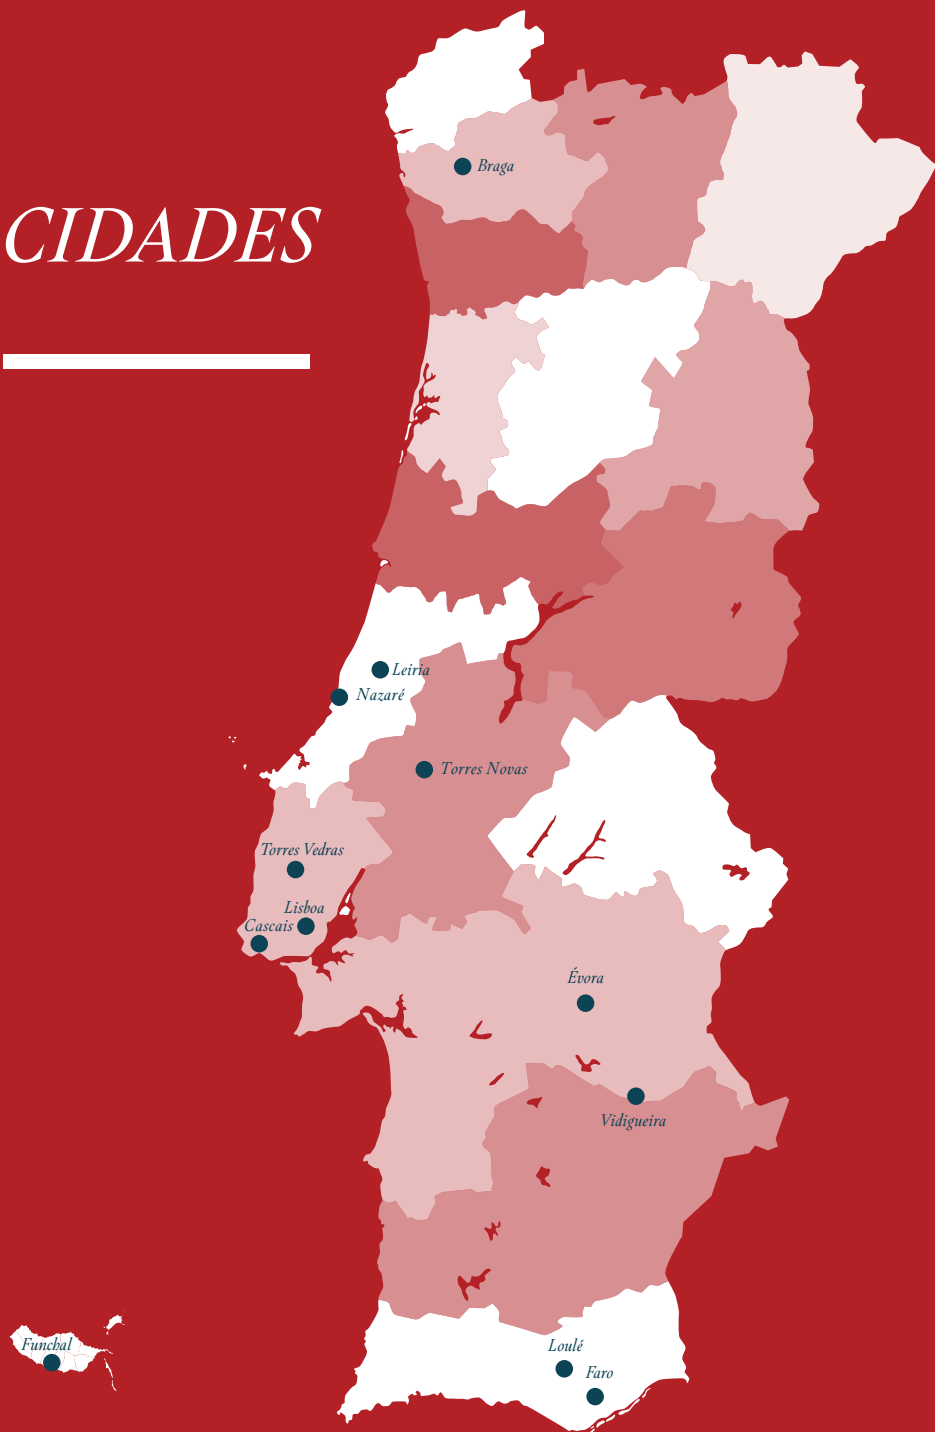 Braga
CIDADES
Leiria
Nazaré
Torres Novas
Torres Vedras
Lisboa
Cascais
Évora
Vidigueira
Funchal
Loulé
Faro